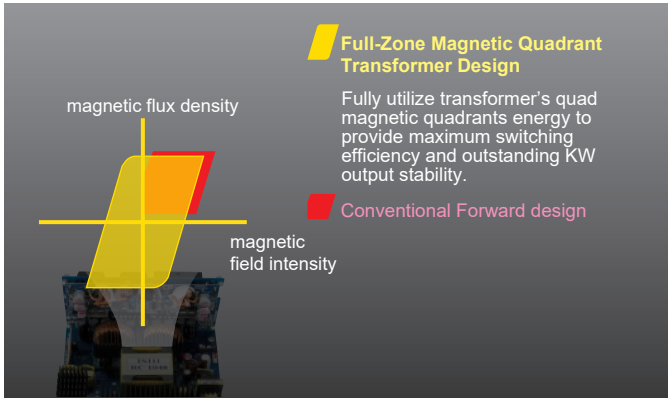 Full-Zone Magnetic Quadrant
Transformer Design
Fully utilize transformer's quad
magnetic quadrants energy to
provide maximum switching
efficiency and outstanding KW
output stability.
Conventional Forward design
magnetic flux density
magnetic
field intensity